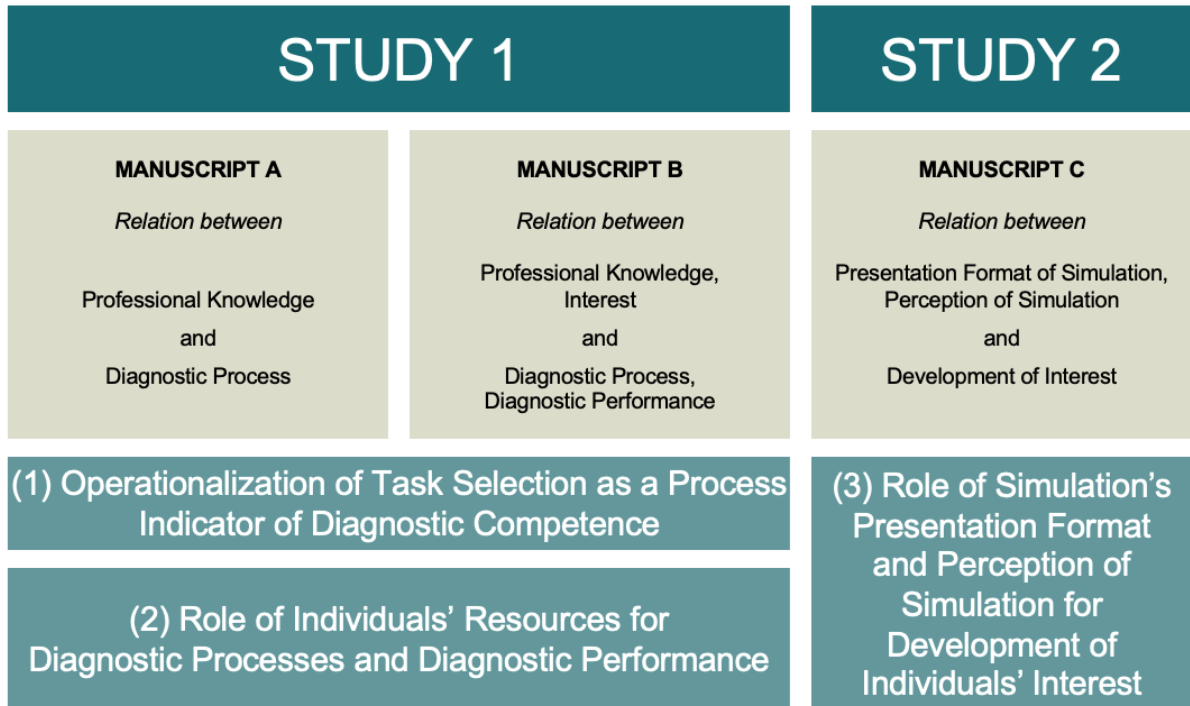 STUDY 1
STUDY 2
MANUSCRIPT A
Relation between
Professional Knowledge
and
Diagnostic Process
MANUSCRIPT B
Relation between
Professional Knowledge,
Interest
and
Diagnostic Process,
Diagnostic Performance
MANUSCRIPT C
Relation between
Presentation Format of Simulation,
Perception of Simulation
and
Development of Interest
(1) Operationalization of Task Selection as a Process
Indicator of Diagnostic Competence
(2) Role of Individuals’ Resources for
Diagnostic Processes and Diagnostic Performance
(3) Role of Simulation’s
Presentation Format
and Perception of
Simulation for
Development of
Individuals’ Interest